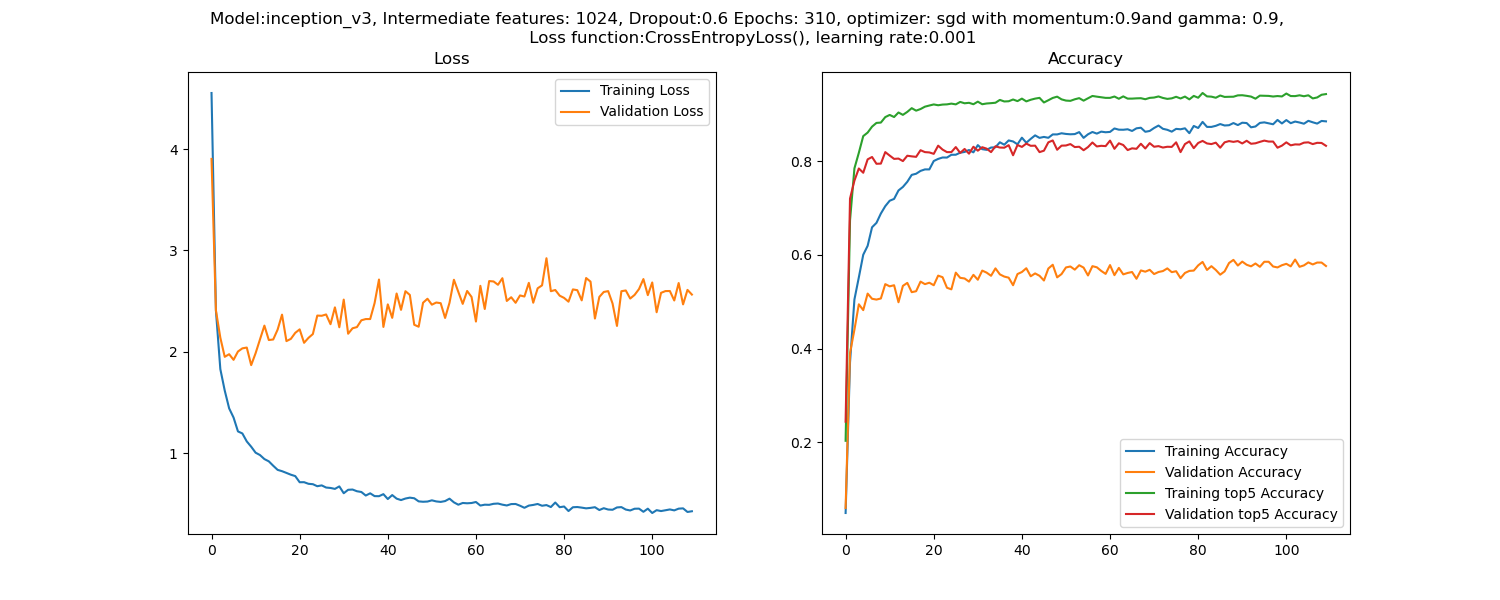 Model:inception_v3, Intermediate features: 1024, Dropout:0.6 Epochs: 310, optimizer: sgd with momentum:0.9and gamma: 0.9,
Loss function:CrossEntropyLoss(), learning rate:0.001
Loss
Training Loss
Validation Loss
4
3
2
1
0
20
40
60
80
100
Accuracy
0.8
0.6
0.4
0.2
Training Accuracy
Validation Accuracy
Training top5 Accuracy
Validation top5 Accuracy
0
20
40
60
80
100